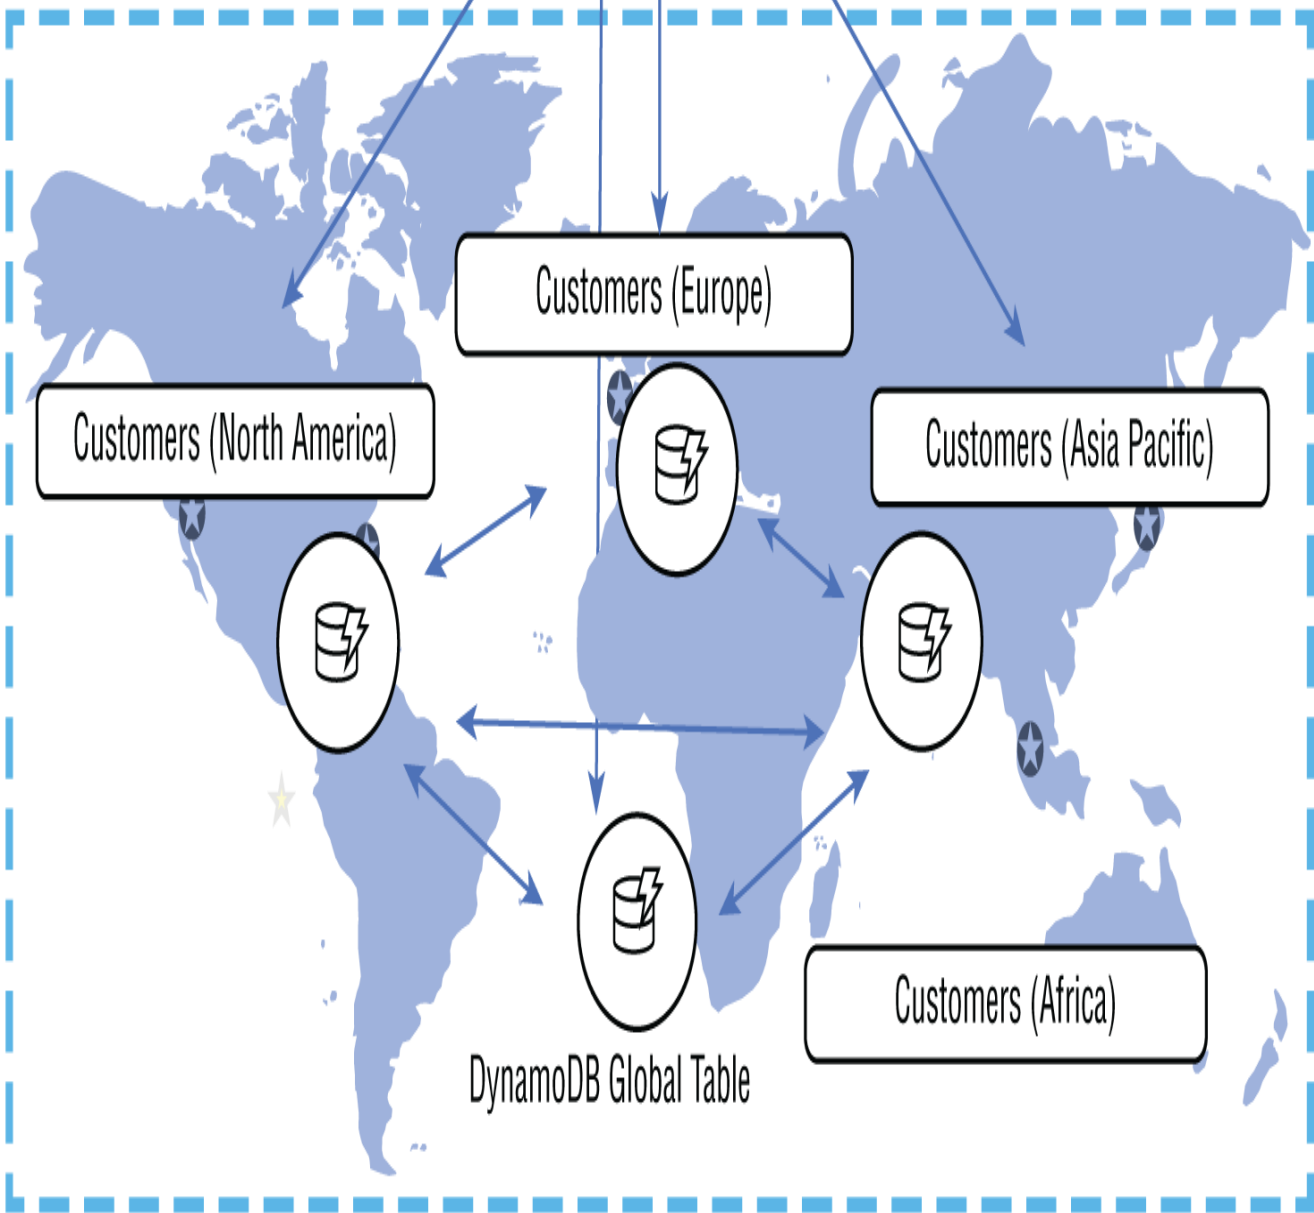 Customers (Europe)
Customers (North America)
Customers (Asia Pacific)
Customers (Africa)
DynamoDB Global Table